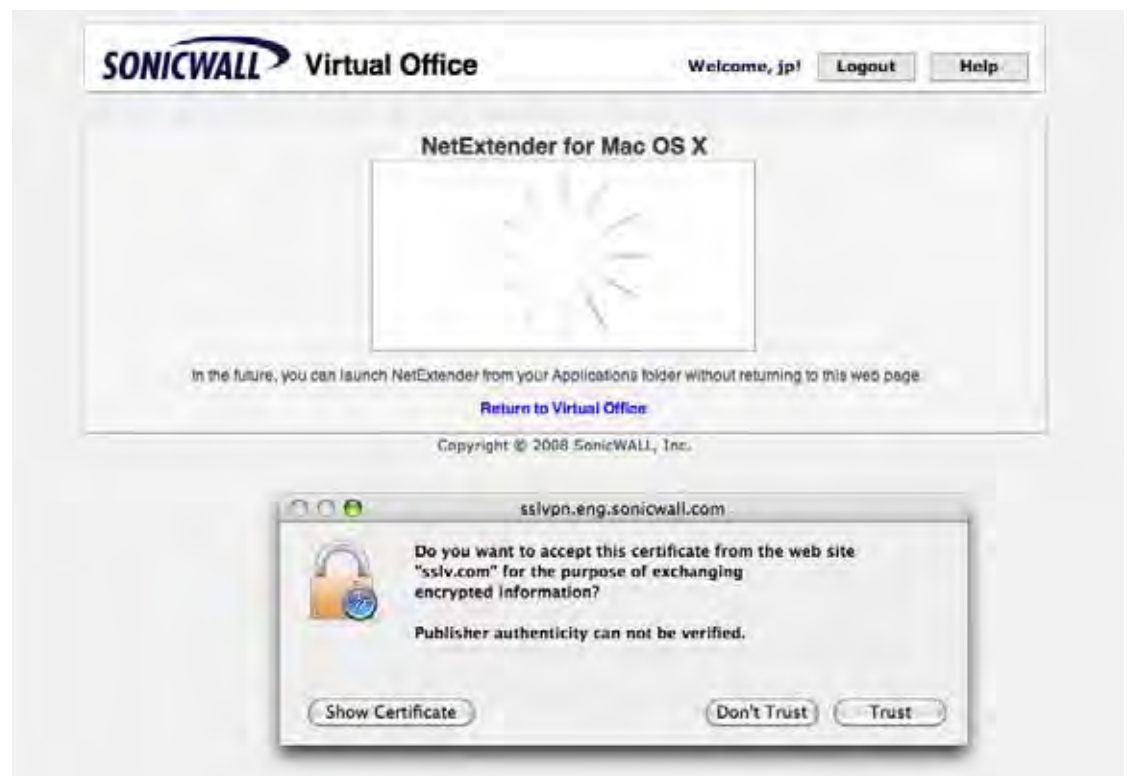 SONICWALL Virtual Office
Welcome, jp! Logout Help
NetExtender for Mac OS X
In the future, you can launch NetExtender from your Applications folder without returning to this web page.
Return to Virtual Office
Copyright © 2008 SonicWALL, Inc.
sslvpn.eng.sonicwall.com
Do you want to accept this certificate from the web site
"sslv.com" for the purpose of exchanging
encrypted information?
Publisher authenticity can not be verified.
Show Certificate Don't Trust Trust